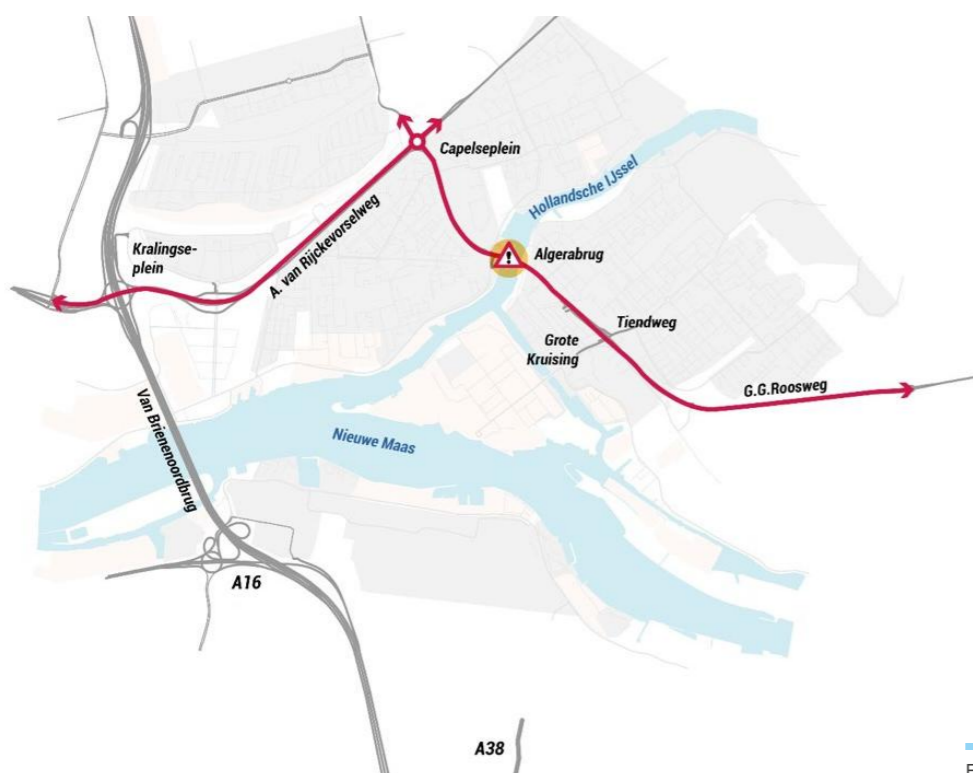 Capelseplein
Hollandsche IJssel
A. van Rijckevorselweg
Kralingse-
plein
Algerabrug
Tiendweg
Grote
Kruising
G.G.Roosweg
Van Brienenoordbrug
Nieuwe Maas
A16
A38